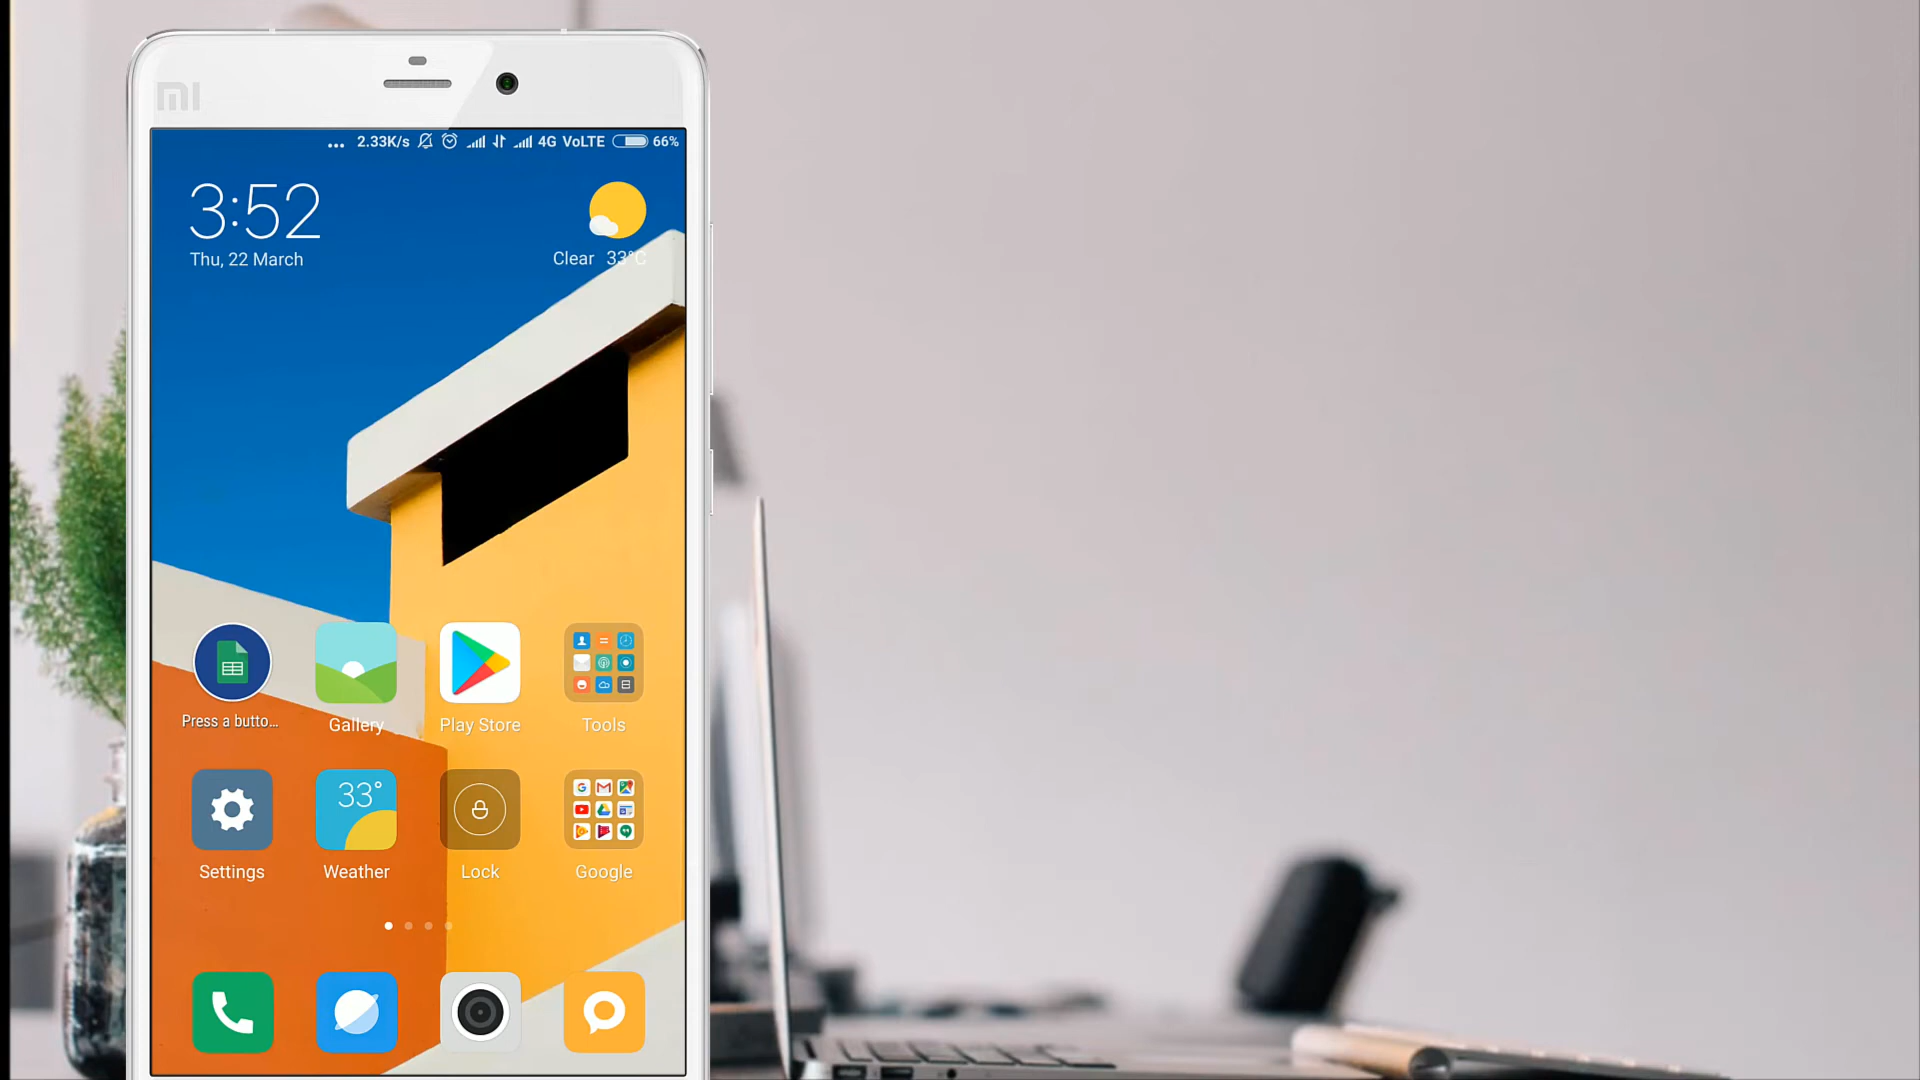 mi
... 2.33K/s 4G VoLTE 66%
3:52
Thu, 22 March
Clear 33°C
Press a butto...
Gallery
Play Store
Tools
33°
Settings
Weather
Lock
Google